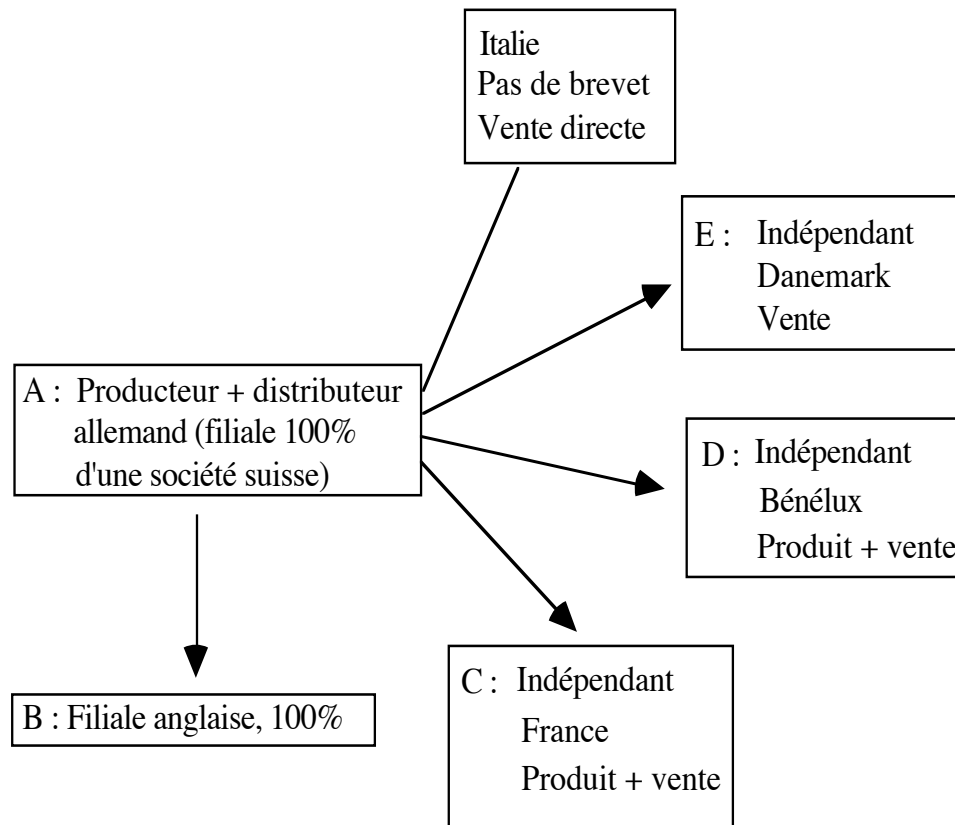 Italie
Pas de brevet
Vente directe
E : Indépendant
Danemark
Vente
A : Producteur + distributeur
allemand (filiale 100%
d'une société suisse)
D : Indépendant
Bénélux
Produit + vente
B : Filiale anglaise, 100%
C : Indépendant
France
Produit + vente